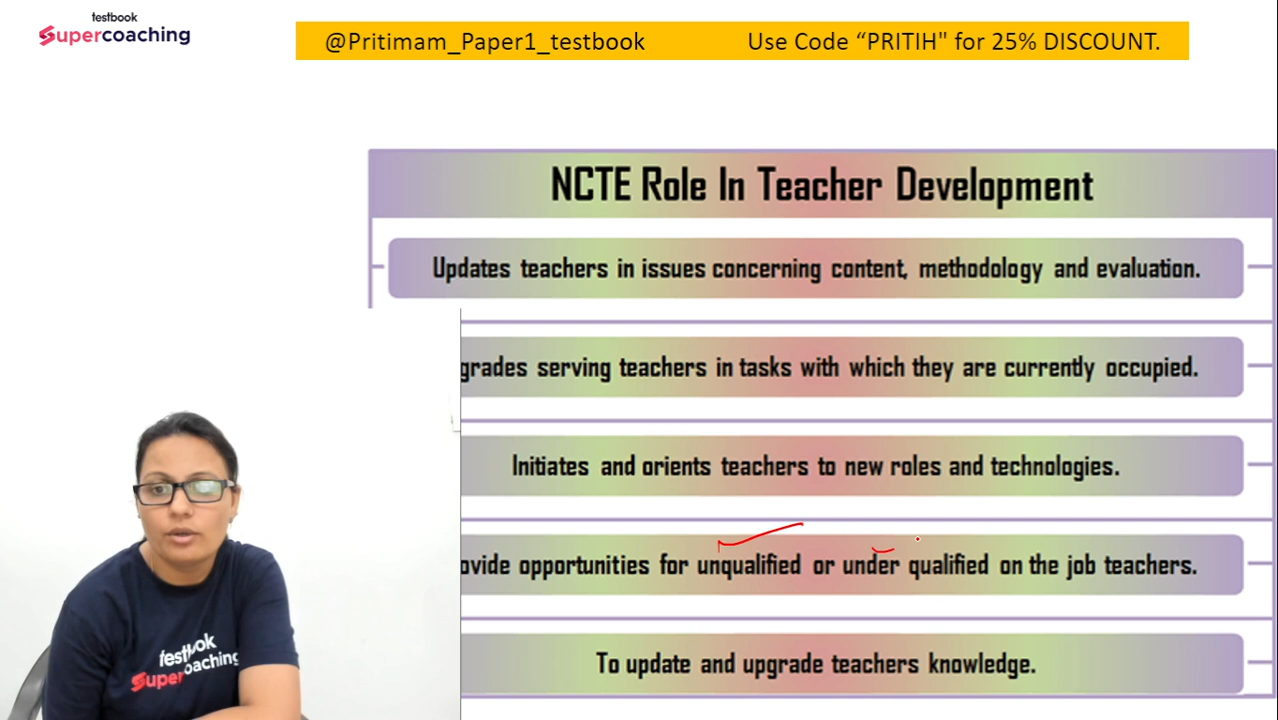 testbook
Supercoaching
@Pritimam_Paper1_testbook Use Code “PRITIH" for 25% DISCOUNT.
NCTE Role In Teacher Development
Updates teachers in issues concerning content, methodology and evaluation.
grades serving teachers in tasks with which they are currently occupied.
Initiates and orients teachers to new roles and technologies.
ovide opportunities for unqualified or under qualified on the job teachers.
To update and upgrade teachers knowledge.
testbook
Supercoaching